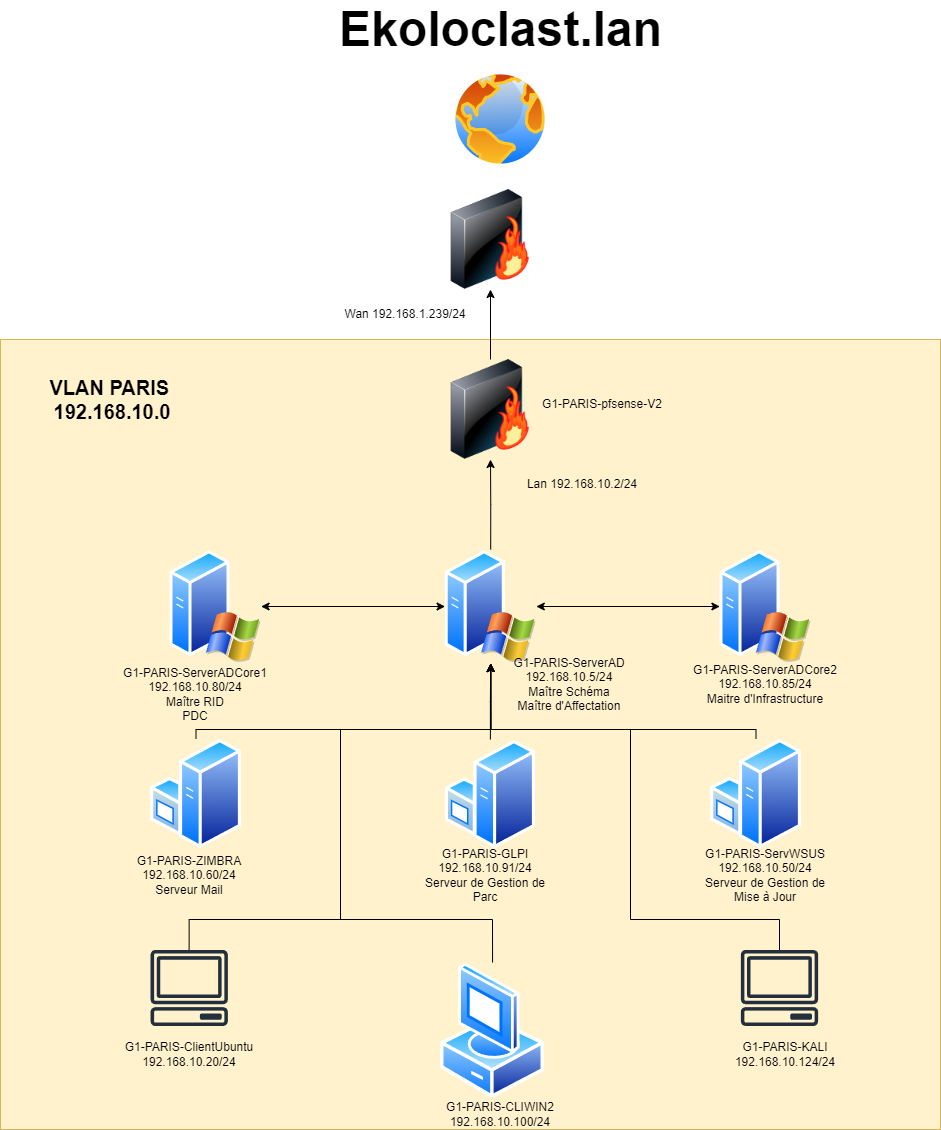 Ekoloclast.lan
Wan 192.168.1.239/24
VLAN PARIS
192.168.10.0
G1-PARIS-pfsense-V2
Lan 192.168.10.2/24
G1-PARIS-ServerADCore1
192.168.10.80/24
Maître RID
PDC
G1-PARIS-ServerAD
192.168.10.5/24
Maître Schéma
Maître d'Affectation
G1-PARIS-ServerADCore2
192.168.10.85/24
Maitre d'Infrastructure
G1-PARIS-ZIMBRA
192.168.10.60/24
Serveur Mail
G1-PARIS-GLPI
192.168.10.91/24
Serveur de Gestion de
Parc
G1-PARIS-ServWSUS
192.168.10.50/24
Serveur de Gestion de
Mise à Jour
G1-PARIS-ClientUbuntu
192.168.10.20/24
G1-PARIS-CLIWIN2
192.168.10.100/24
G1-PARIS-KALI
192.168.10.124/24